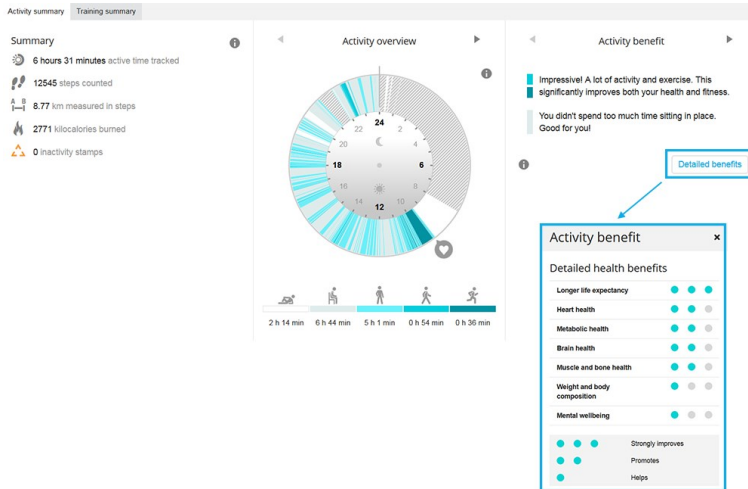 Activity summary
Training summary
Summary
6 hours 31 minutes active time tracked
12545 steps counted
A B
8.77 km measured in steps
2771 kilocalories burned
0 inactivity stamps
Activity overview
24
2
4
6
8
10
12
14
16
18
20
22
2 h 14 min
6 h 44 min
5 h 1 min
0 h 54 min
0 h 36 min
Activity benefit
Impressive! A lot of activity and exercise. This
significantly improves both your health and fitness.
You didn't spend too much time sitting in place.
Good for you!
Detailed benefits
Activity benefit
×
Detailed health benefits
Longer life expectancy
Heart health
Metabolic health
Brain health
Muscle and bone health
Weight and body
composition
Mental wellbeing
Strongly improves
Promotes
Helps